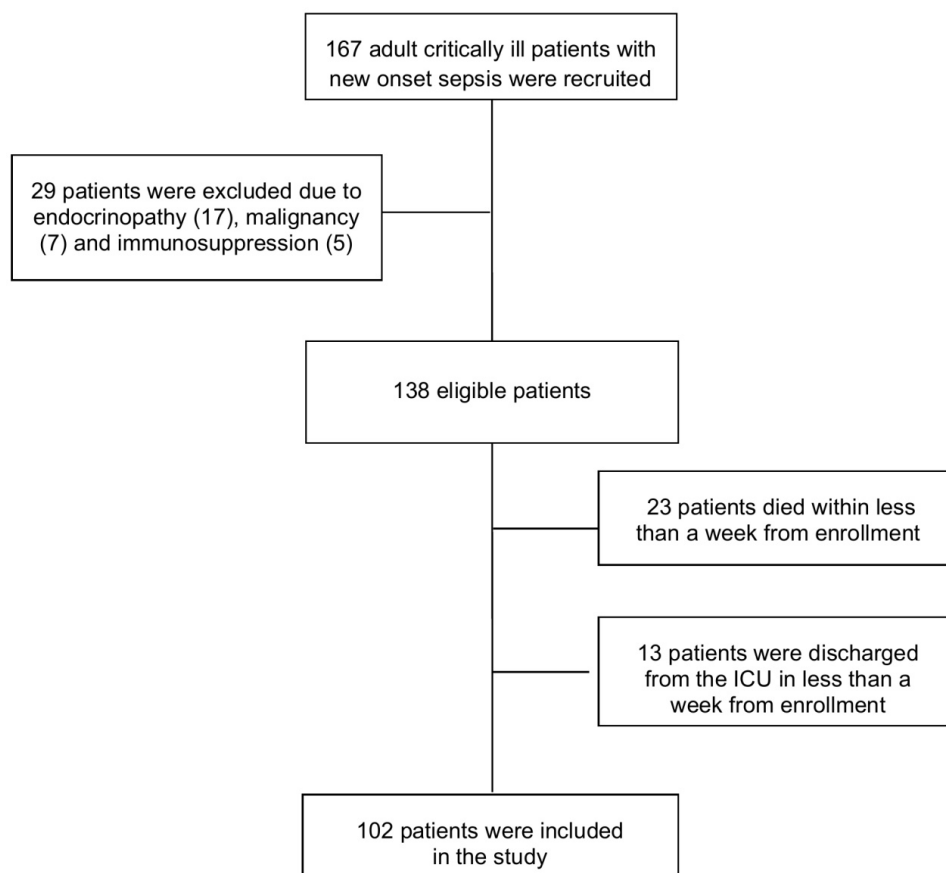 167 adult critically ill patients with
new onset sepsis were recruited
29 patients were excluded due to
endocrinopathy (17), malignancy
(7) and immunosuppression (5)
138 eligible patients
23 patients died within less
than a week from enrollment
13 patients were discharged
from the ICU in less than a
week from enrollment
102 patients were included
in the study